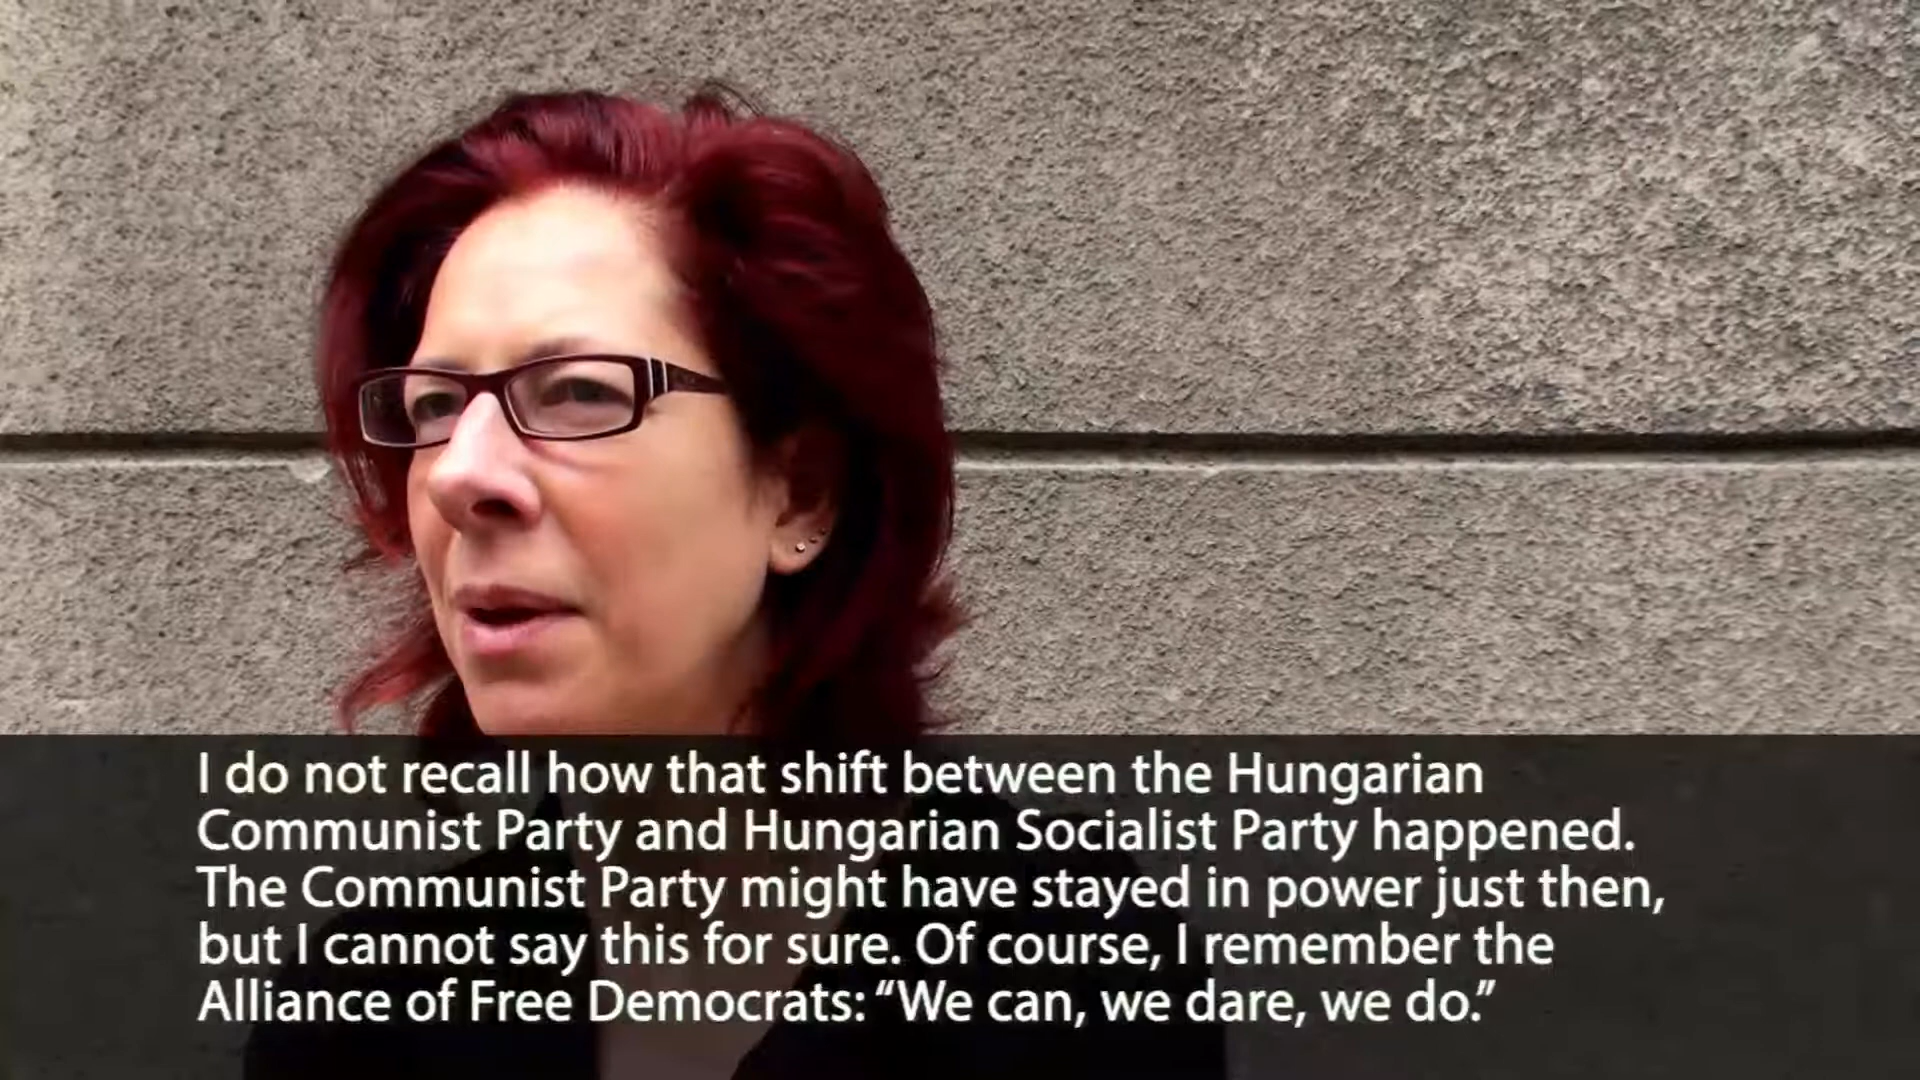 I do not recall how that shift between the Hungarian
Communist Party and Hungarian Socialist Party happened.
The Communist Party might have stayed in power just then,
but I cannot say this for sure. Of course, I remember the
Alliance of Free Democrats: “We can, we dare, we do.”